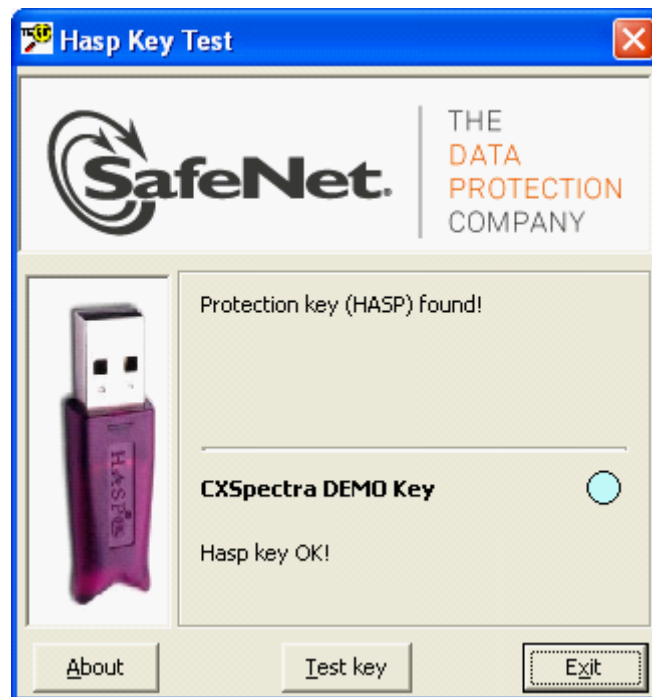 Hasp Key Test
SafeNet.
THE
DATA
PROTECTION
COMPANY
Protection key (HASP) found!
HASP
CXSpectra DEMO Key
Hasp key OK!
About
Test key
Exit